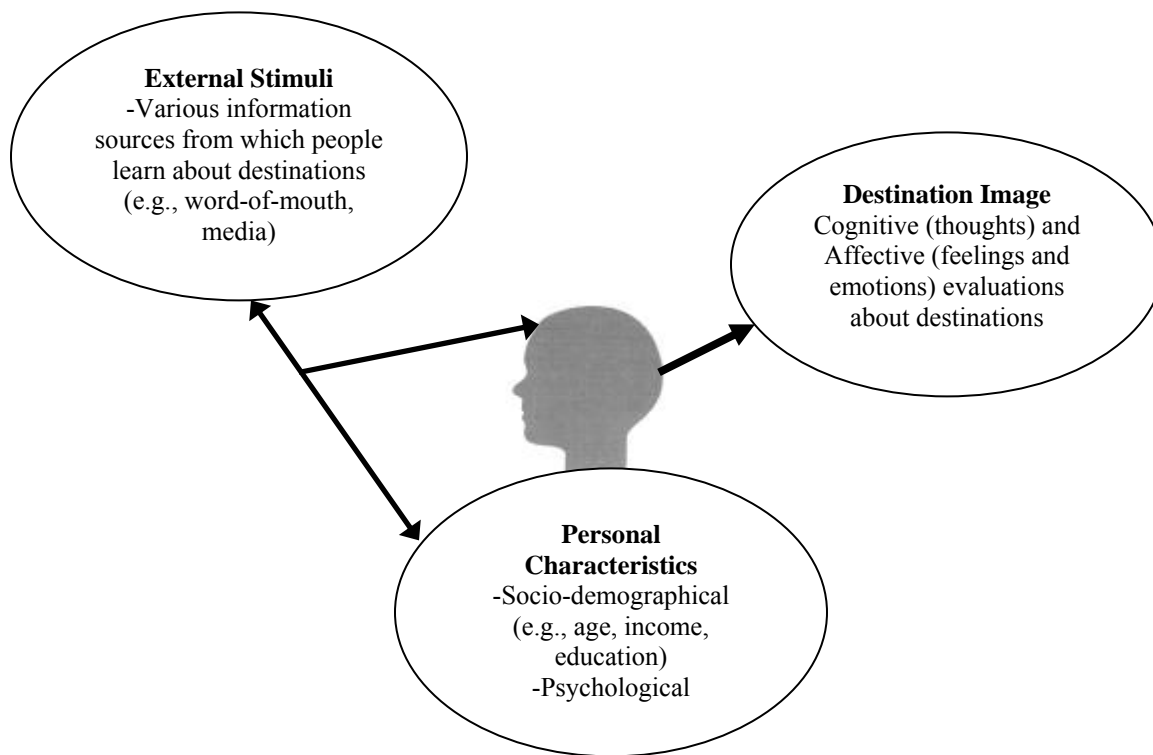 External Stimuli
-Various information
sources from which people
learn about destinations
(e.g., word-of-mouth,
media)
Destination Image
Cognitive (thoughts) and
Affective (feelings and
emotions) evaluations
about destinations
Personal
Characteristics
-Socio-demographical
(e.g., age, income,
education)
-Psychological